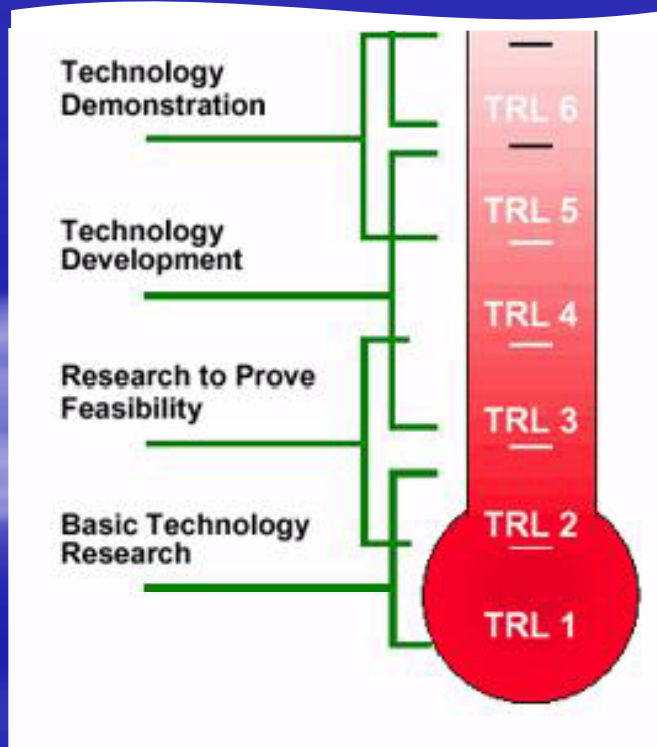 Technology
Demonstration
TRL 6
Technology
Development
TRL 5
TRL 4
Research to Prove
Feasibility
TRL 3
Basic Technology
Research
TRL 2
TRL 1